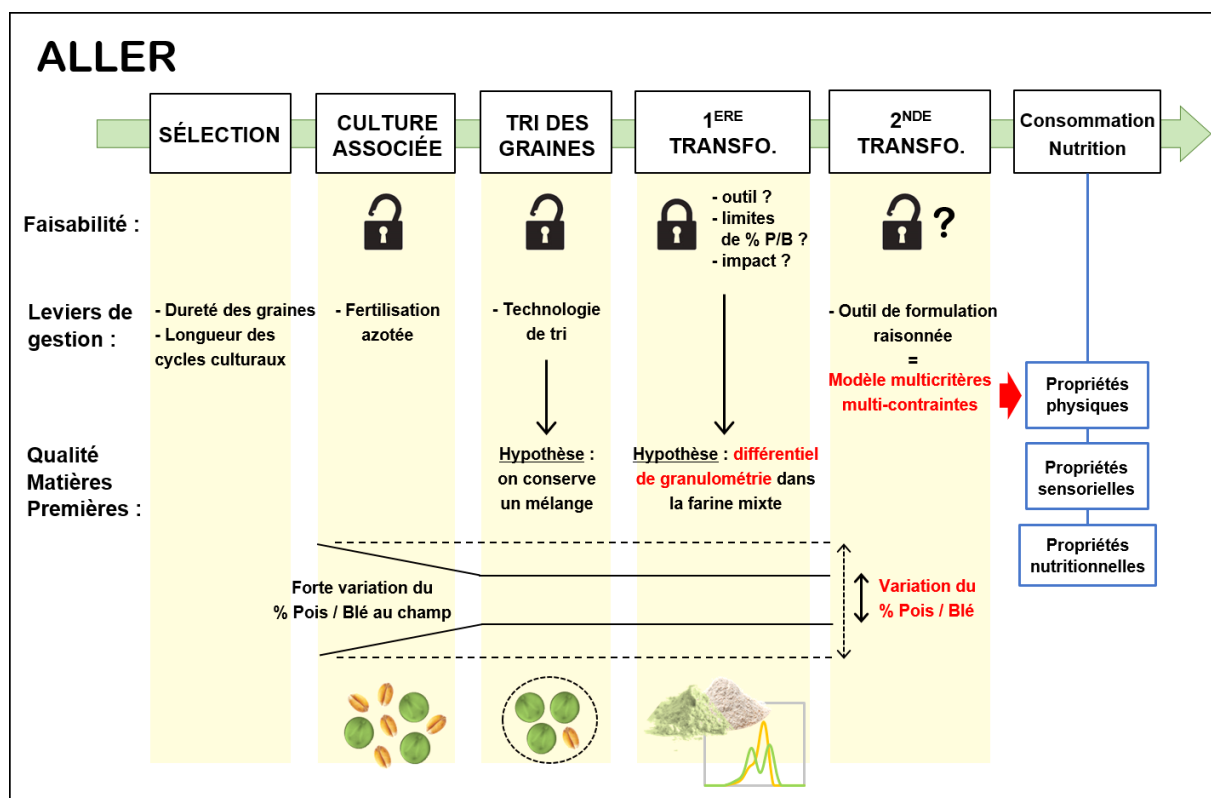 ALLER
SÉLECTION
CULTURE
ASSOCIÉE
TRI DES
GRAINES
1ERE
TRANSFO.
2NDE
TRANSFO.
Consommation
Nutrition
Faisabilité :
- outil ?
- limites
de % P/B ?
- impact ?
?
Leviers de
gestion :
- Dureté des graines
- Longueur des
cycles culturaux
- Fertilisation
azotée
- Technologie
de tri
- Outil de formulation
raisonnée
=
Modèle multicritères
multi-contraintes
Propriétés
physiques
Qualité
Matières
Premières :
Hypothèse :
on conserve
un mélange
Hypothèse : différentiel
de granulométrie dans
la farine mixte
Propriétés
sensorielles
Propriétés
nutritionnelles
Forte variation du
% Pois / Blé au champ
Variation du
% Pois / Blé